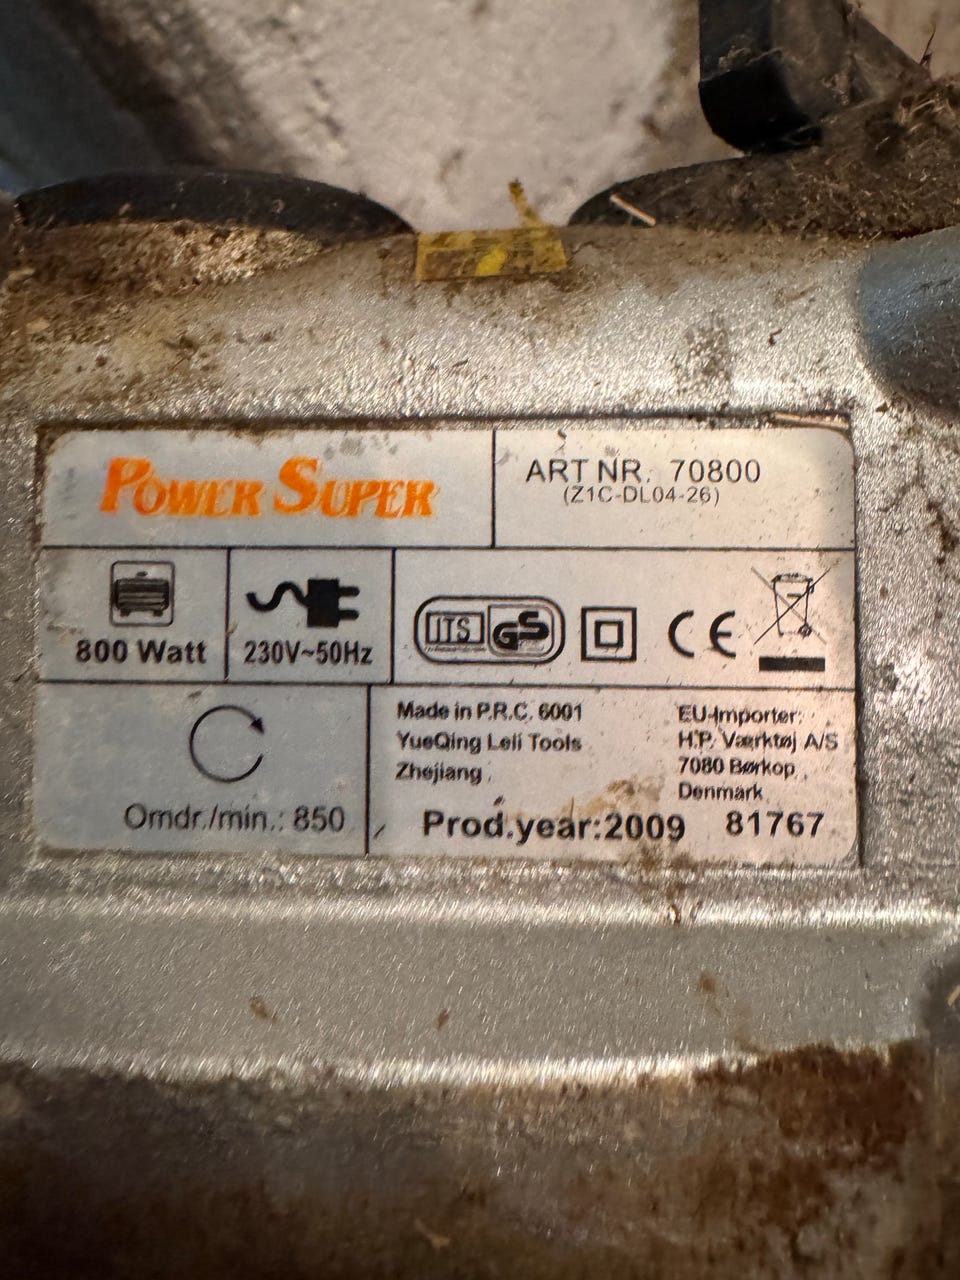 POWER SUPER
ART NR. 70800
(Z1C-DL04-26)
800 Watt
230V~50Hz
ITS GS
CE
Made in P.R.C. 6001
YueQing Leli Tools
Zhejiang
EU-Importer:
H.P. Værktøj A/S
7080 Børkop
Denmark
Omdr./min.: 850
Prod.year:2009 81767